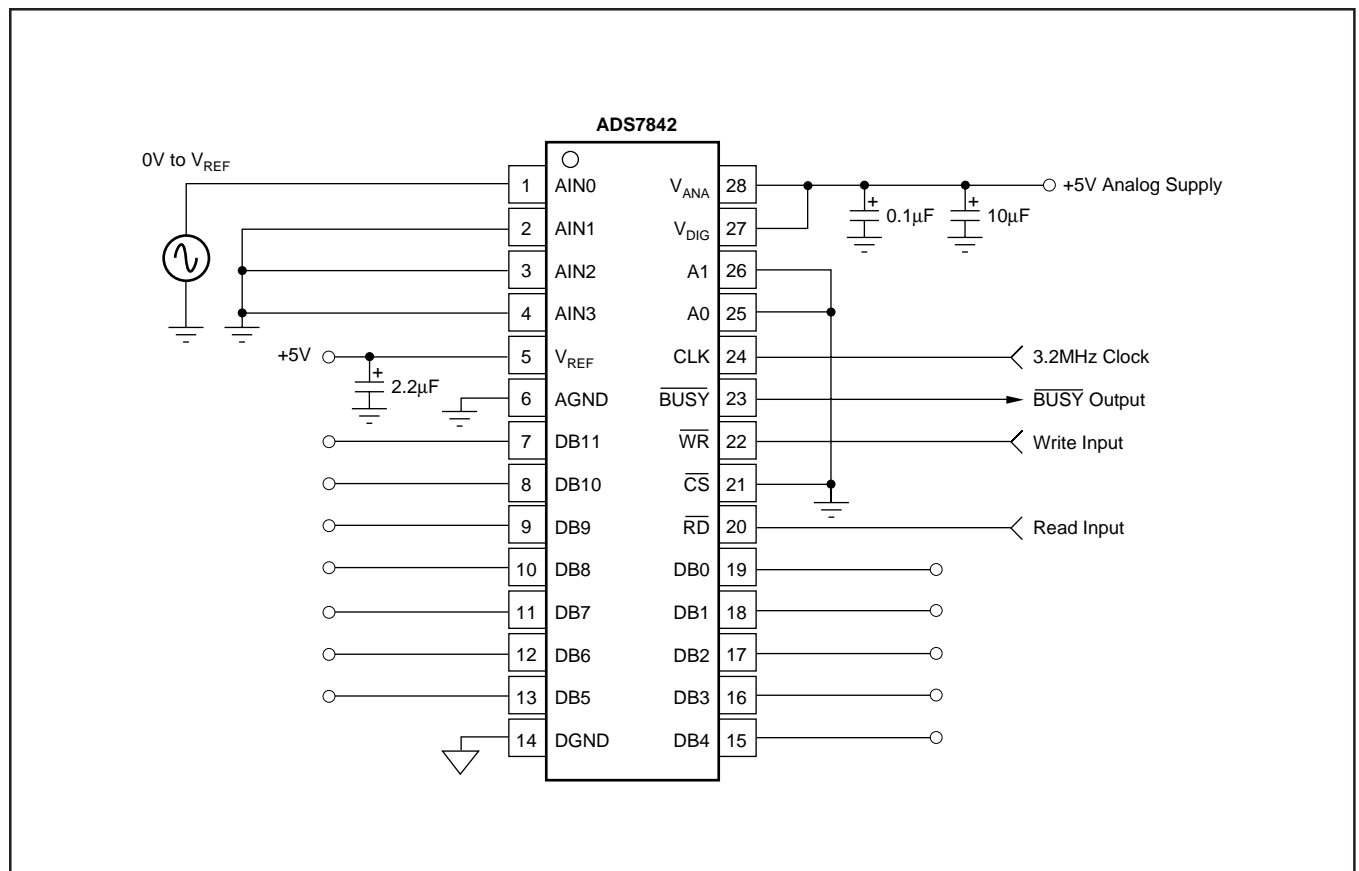 ADS7842
0V to VREF
1 AIN0 VANA 28 +5V Analog Supply
0.1µF 10µF
+ +
2 AIN1 VDIG 27
3 AIN2 A1 26
4 AIN3 A0 25
+5V 5 VREF CLK 24 3.2MHz Clock
+ 2.2µF
6 AGND BUSY 23 BUSY Output
7 DB11 WR 22 Write Input
8 DB10 CS 21
9 DB9 RD 20 Read Input
10 DB8 DB0 19
11 DB7 DB1 18
12 DB6 DB2 17
13 DB5 DB3 16
14 DGND DB4 15